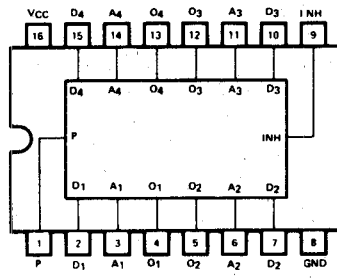 VCC D4 A4 O4 O3 A3 D3 INH
16 15 14 13 12 11 10 9
D4 A4 O4 O3 A3 D3
P INH
D1 A1 O1 O2 A2 D2
1 2 3 4 5 6 7 8
P D1 A1 O1 O2 A2 D2 GND